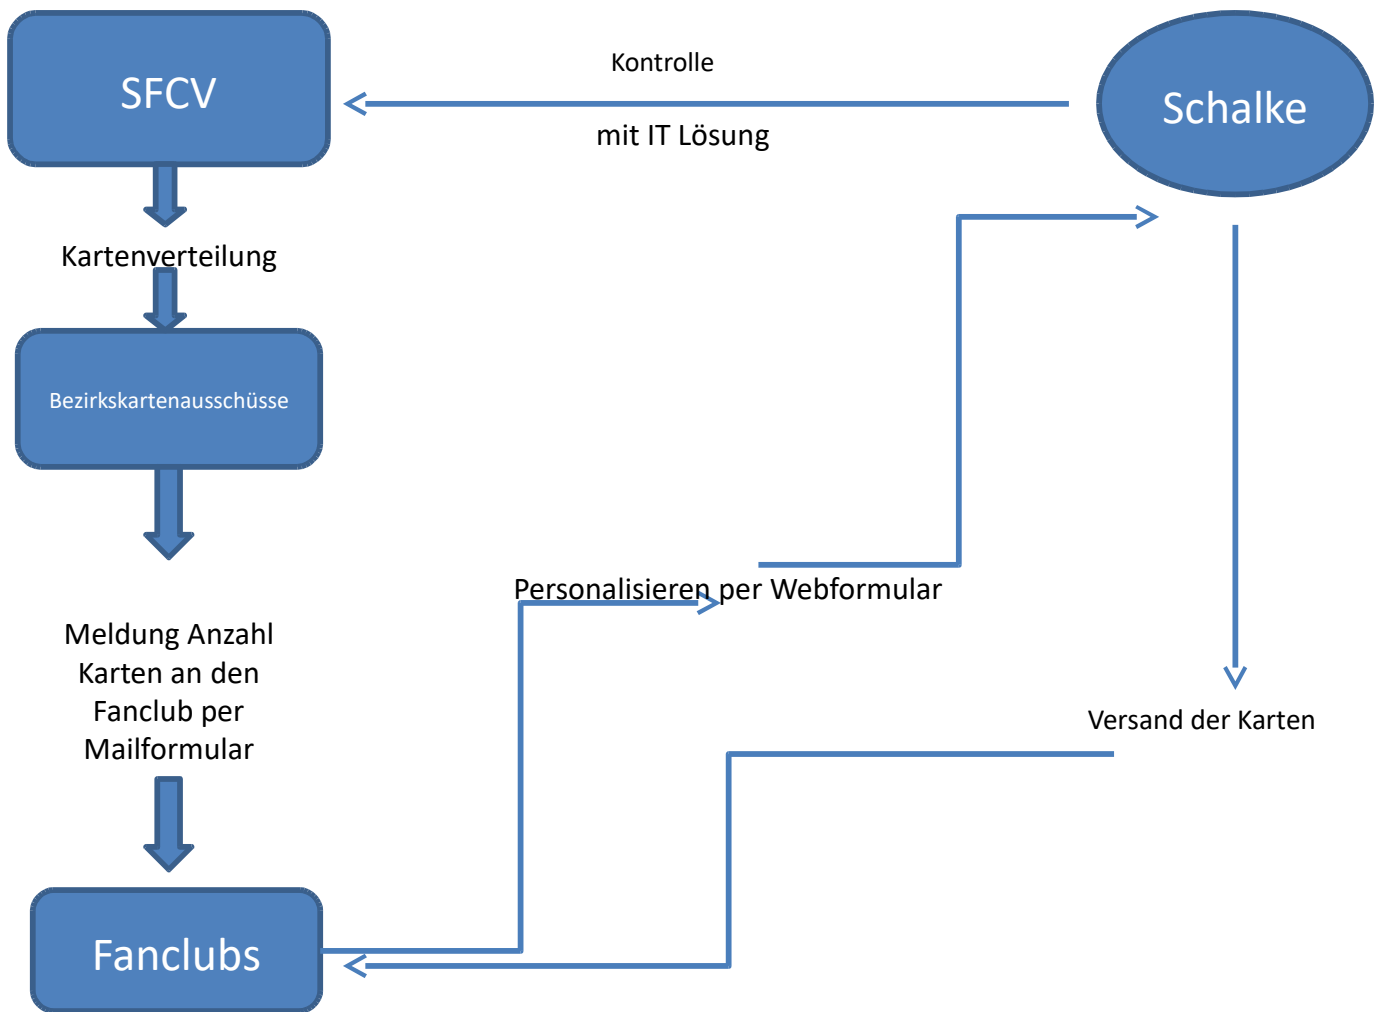 SFCV
Kontrolle
mit IT Lösung
Schalke
Kartenverteilung
Bezirkskartenausschüsse
Personalisieren per Webformular
Meldung Anzahl
Karten an den
Fanclub per
Mailformular
Versand der Karten
Fanclubs